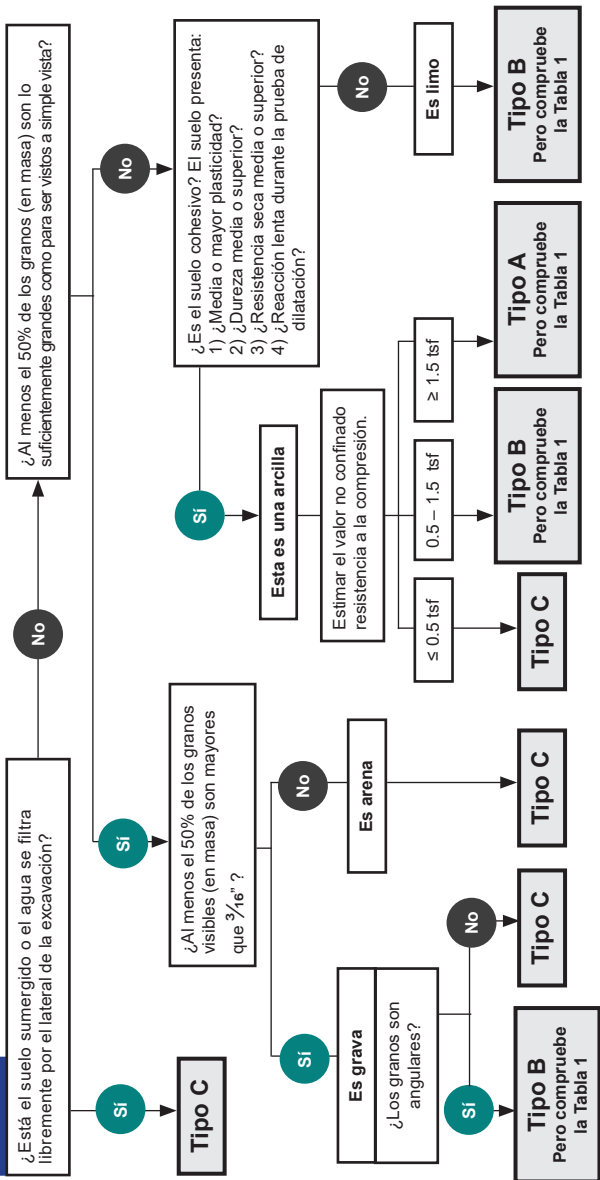 ¿Está el suelo sumergido o el agua se filtra
libremente por el lateral de la excavación?
Sí
Tipo C
No
¿Al menos el 50% de los granos (en masa) son lo
suficientemente grandes como para ser vistos a simple vista?
Sí
¿Al menos el 50% de los granos
visibles (en masa) son mayores
que ³⁄₁₆" ?
Sí
Es grava
¿Los granos son
angulares?
Sí
Tipo B
Pero compruebe
la Tabla 1
No
Tipo C
No
Es arena
Tipo C
No
¿Es el suelo cohesivo? El suelo presenta:
1) ¿Media o mayor plasticidad?
2) ¿Dureza media o superior?
3) ¿Resistencia seca media o superior?
4) ¿Reacción lenta durante la prueba de
dilatación?
Sí
Esta es una arcilla
Estimar el valor no confinado
resistencia a la compresión.
≤ 0.5 tsf
Tipo C
0.5 – 1.5 tsf
Tipo B
Pero compruebe
la Tabla 1
≥ 1.5 tsf
Tipo A
Pero compruebe
la Tabla 1
No
Es limo
Tipo B
Pero compruebe
la Tabla 1